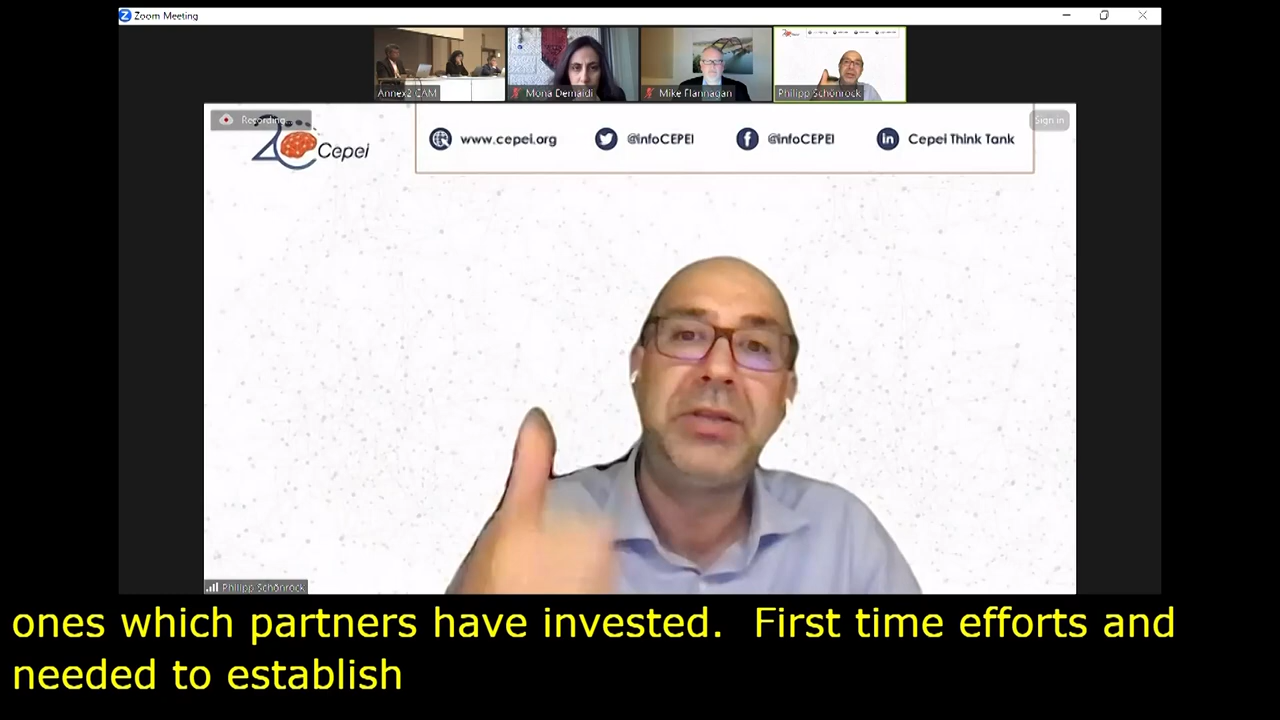 Zoom Meeting
Annex2 CAM
Mona Demaidi
Mike Flannagan
Philipp Schönrock
Recording...
Sign in
Cepei
www.cepei.org
@infoCEPEI
@infoCEPEI
Cepei Think Tank
Philipp Schönrock
ones which partners have invested.  First time efforts and
needed to establish